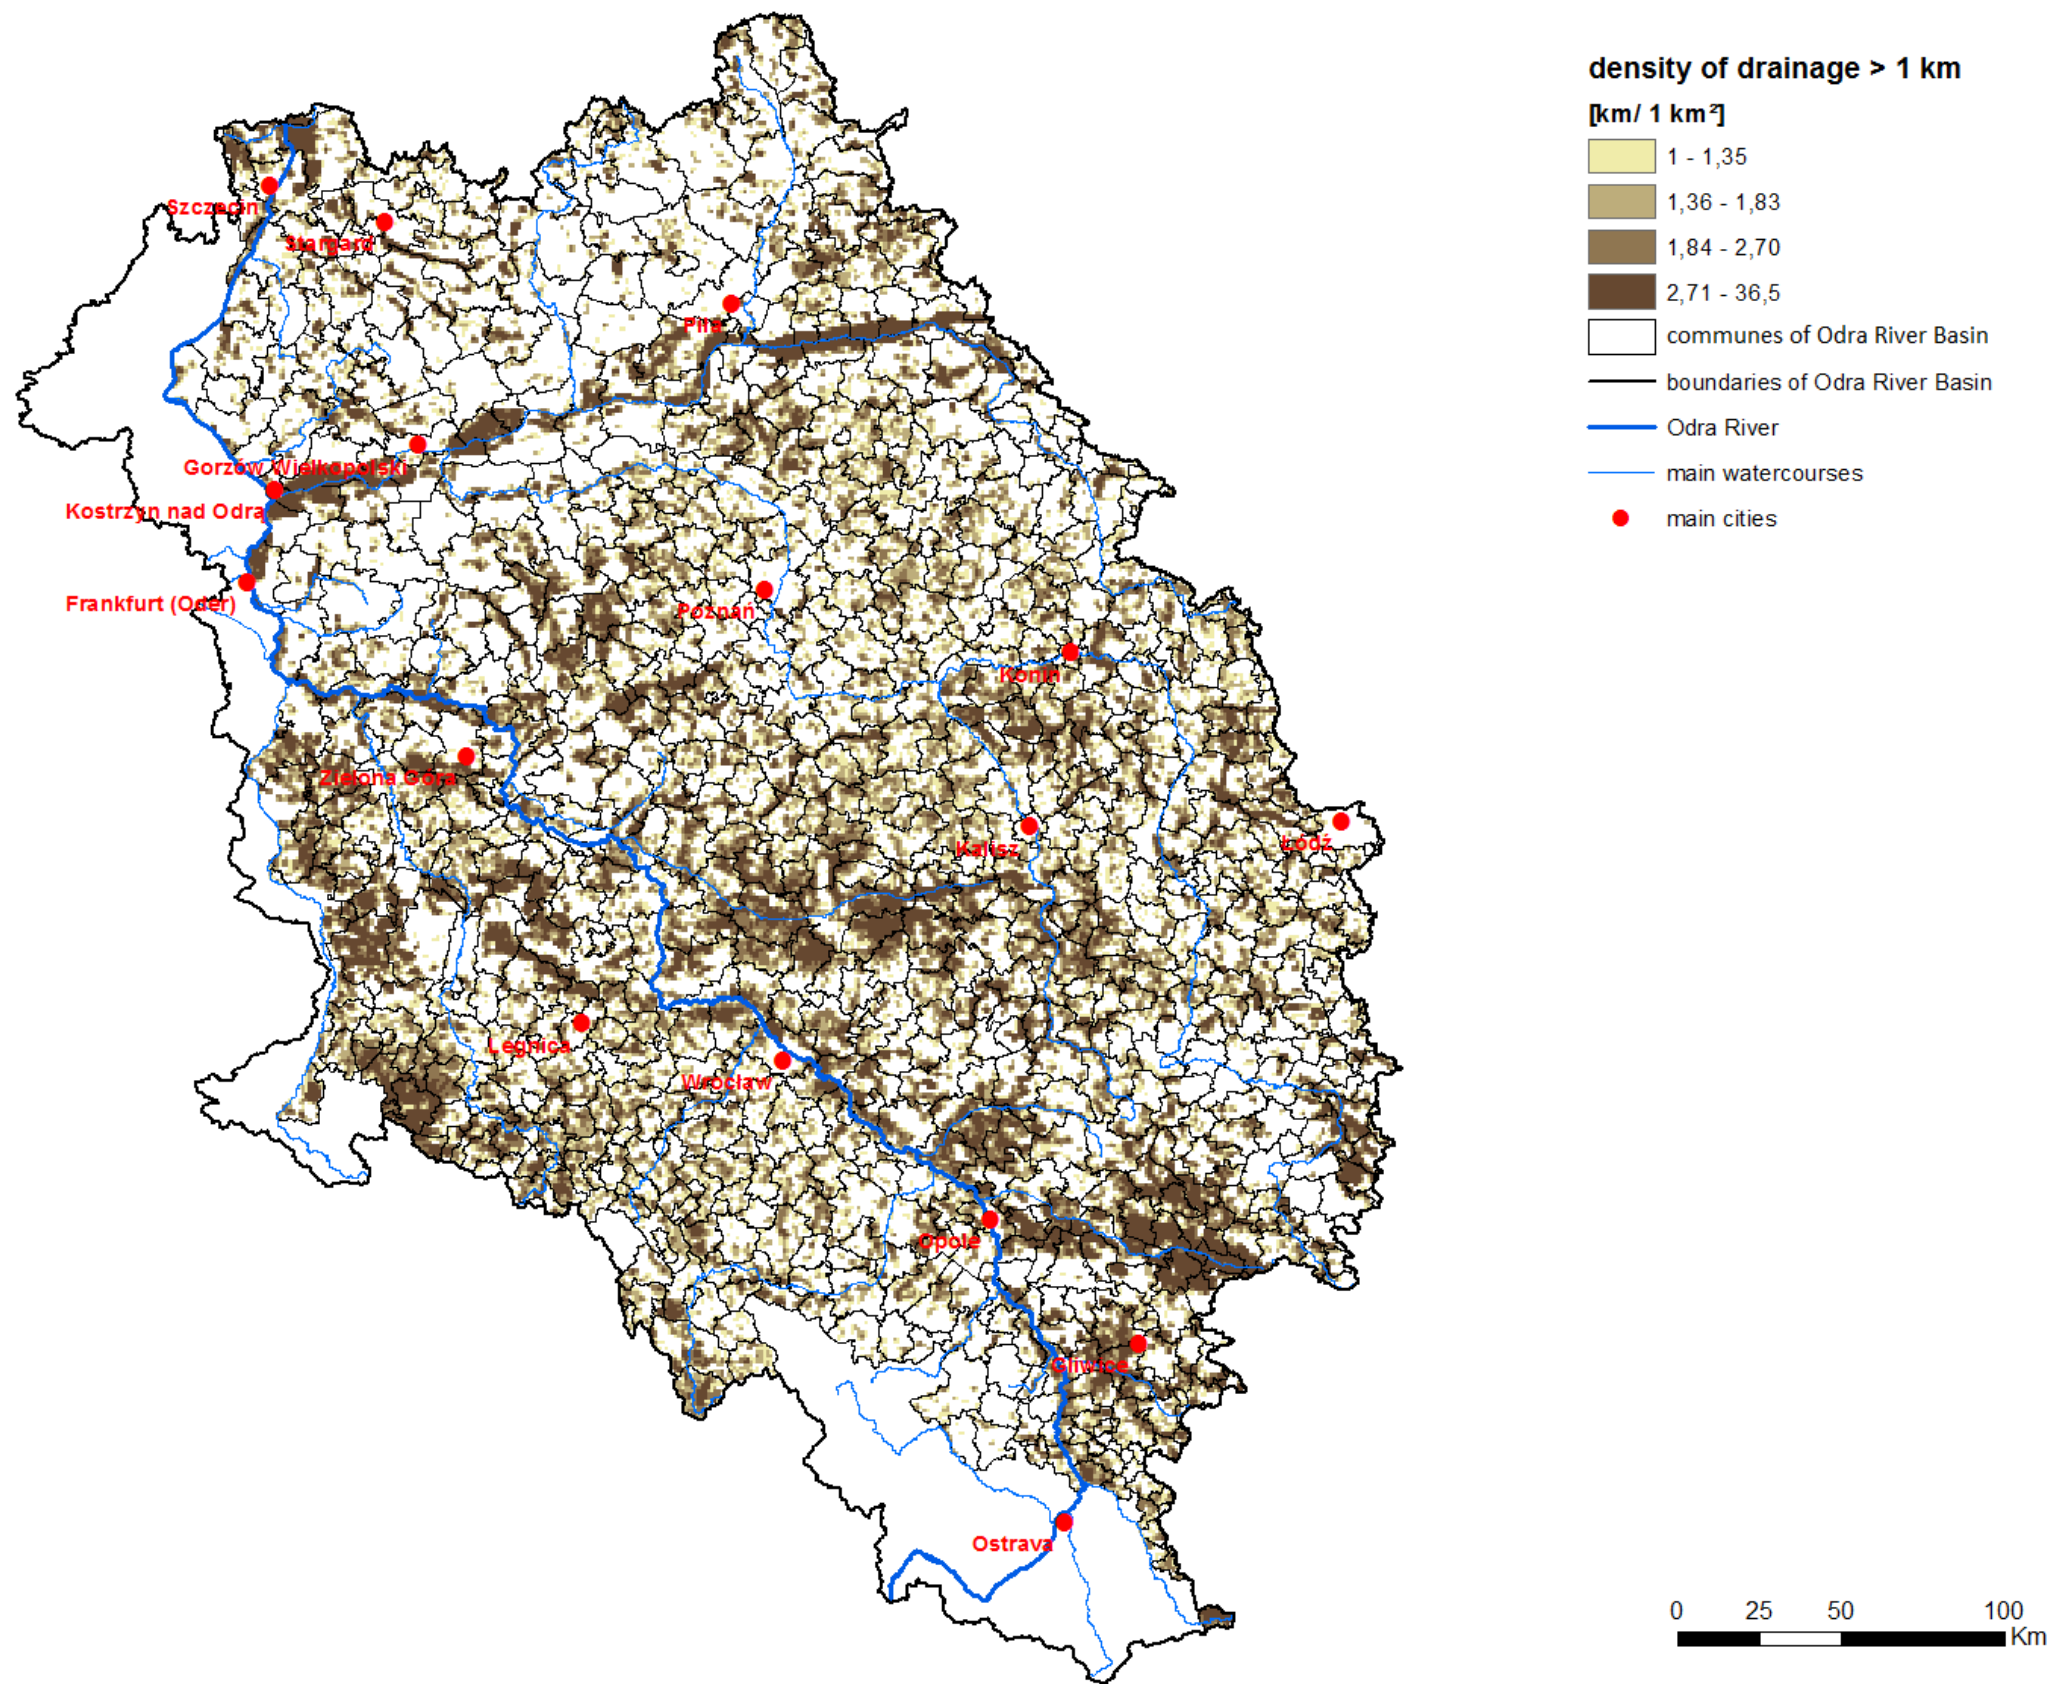 density of drainage > 1 km
[km/ 1 km²]
1 - 1,35
1,36 - 1,83
1,84 - 2,70
2,71 - 36,5
communes of Odra River Basin
boundaries of Odra River Basin
Odra River
main watercourses
main cities
Szczecin
Stargard
Piła
Gorzów Wielkopolski
Kostrzyn nad Odrą
Frankfurt (Oder)
Poznań
Konin
Zielona Góra
Kalisz
Łódź
Legnica
Wrocław
Opole
Gliwice
Ostrava
0 25 50 100
Km